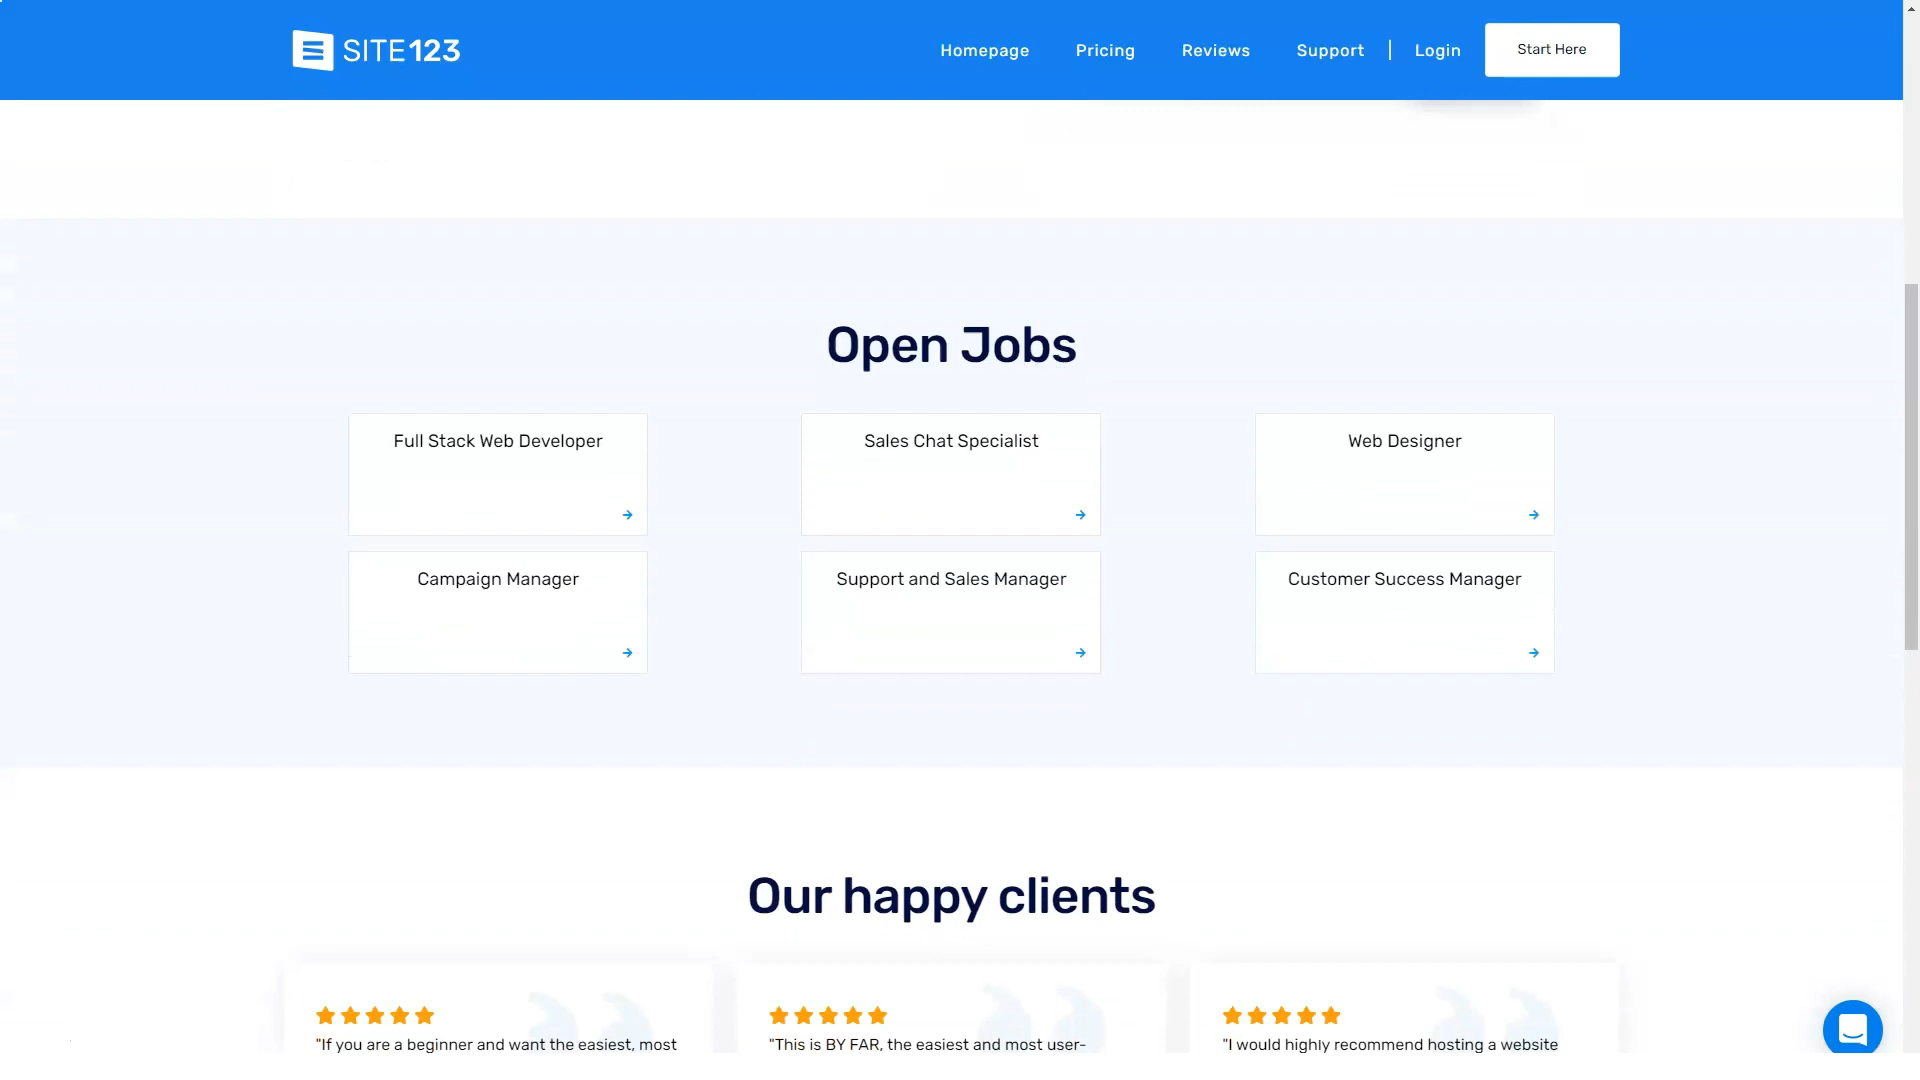 SITE123
Homepage
Pricing
Reviews
Support
Login
Start Here
Open Jobs
Full Stack Web Developer
Sales Chat Specialist
Web Designer
Campaign Manager
Support and Sales Manager
Customer Success Manager
Our happy clients
"If you are a beginner and want the easiest, most
"This is BY FAR, the easiest and most user-
"I would highly recommend hosting a website